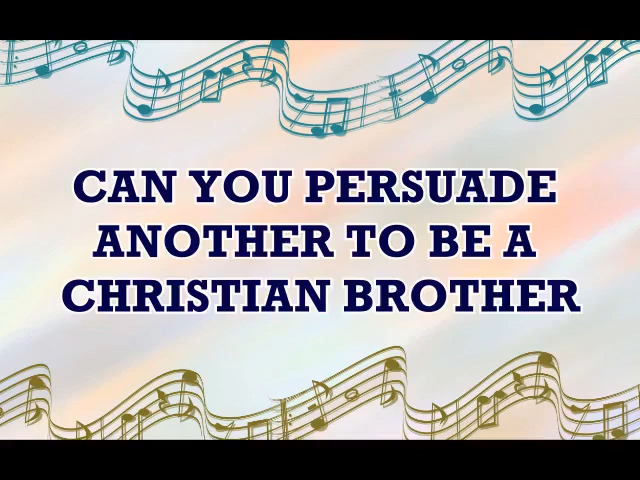 CAN YOU PERSUADE
ANOTHER TO BE A
CHRISTIAN BROTHER